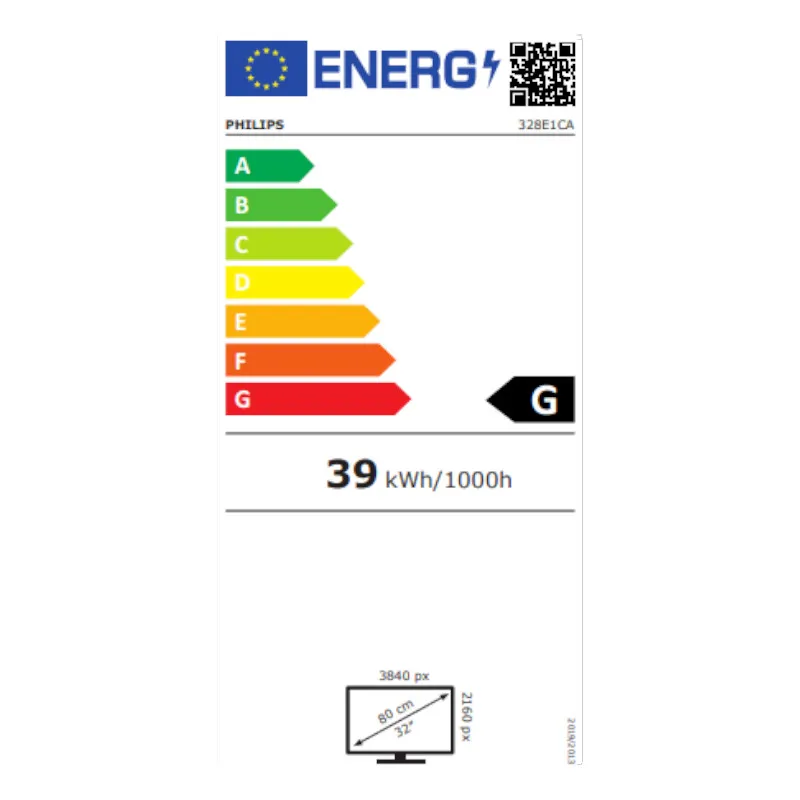 ENERG
PHILIPS 328E1CA
A
B
C
D
E
F
G
G
39 kWh/1000h
3840 px
80 cm
32"
2160 px
2019/2013